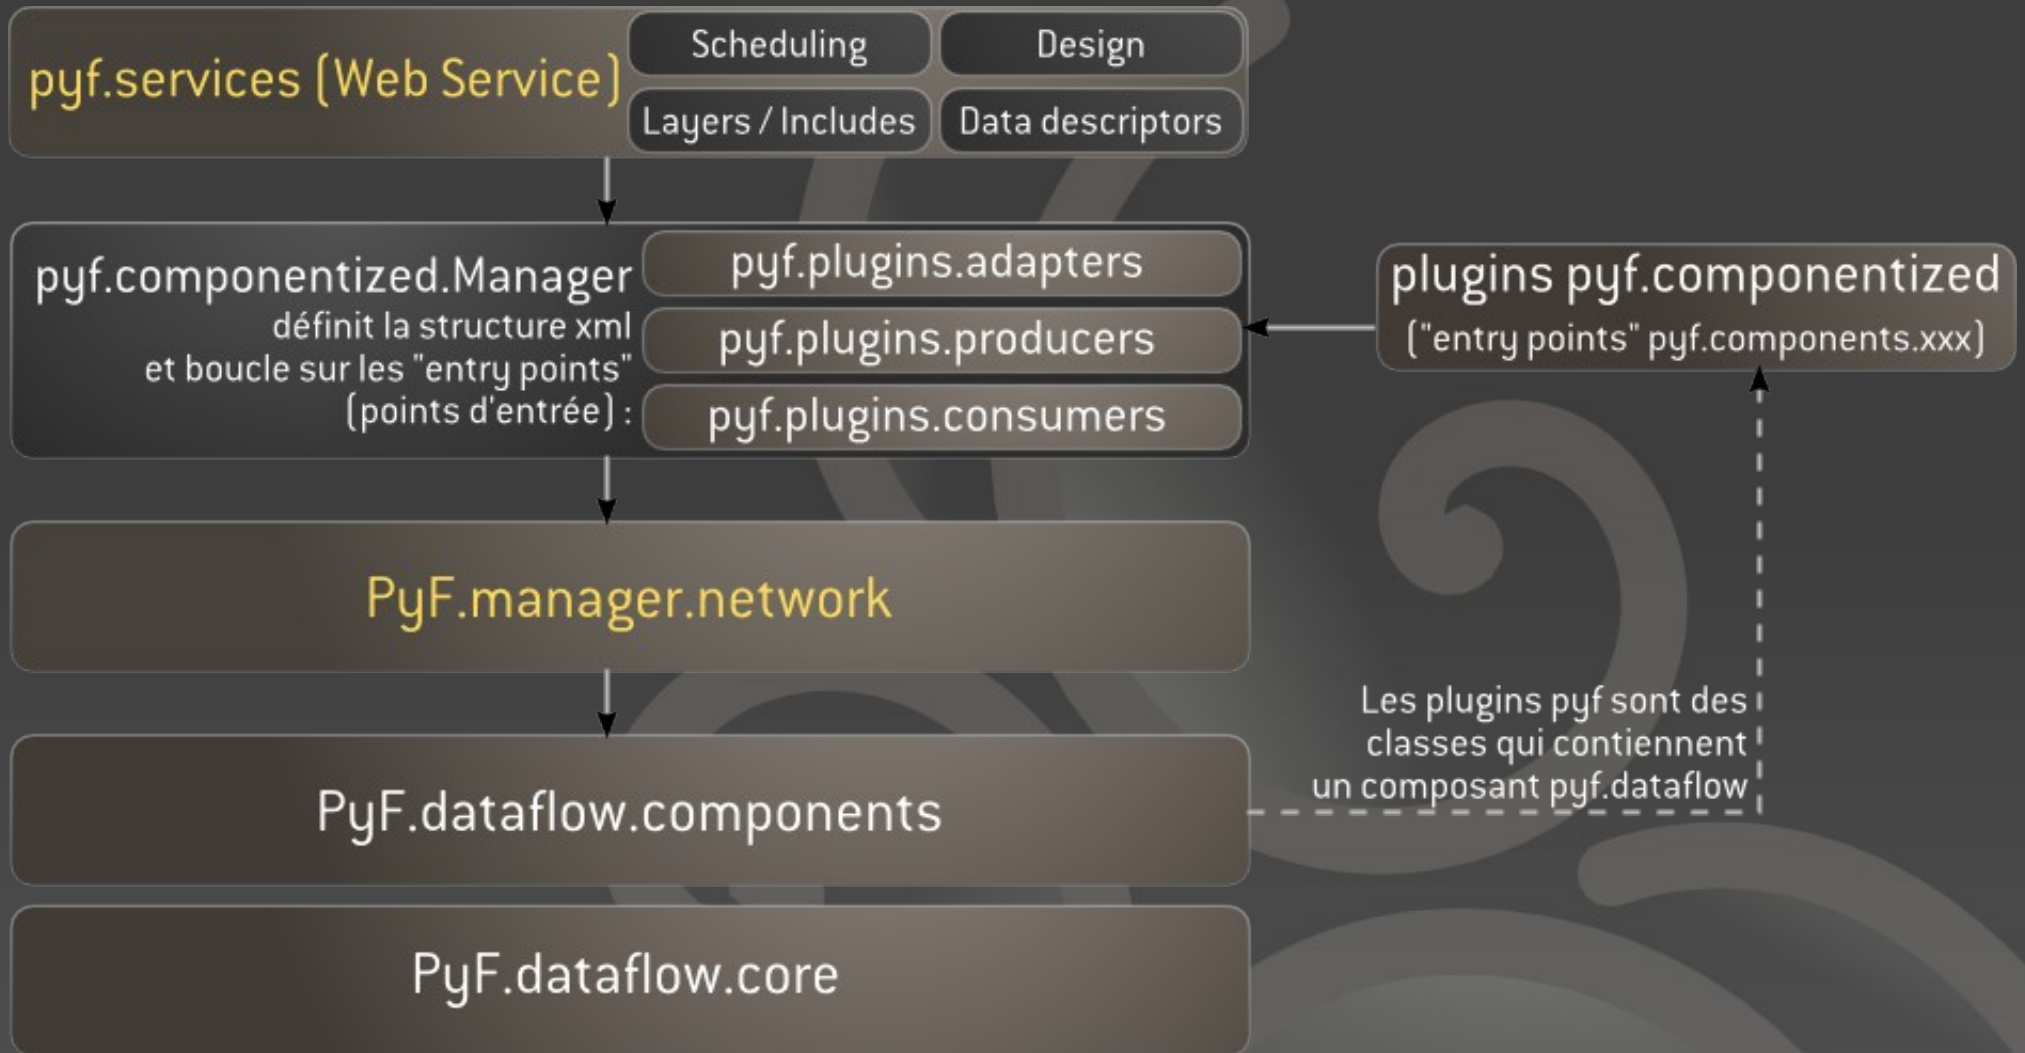 pyf.services (Web Service)
Scheduling
Design
Layers / Includes
Data descriptors
pyf.componentized.Manager
définit la structure xml
et boucle sur les "entry points"
(points d'entrée) :
pyf.plugins.adapters
pyf.plugins.producers
pyf.plugins.consumers
plugins pyf.componentized
("entry points" pyf.components.xxx)
PyF.manager.network
Les plugins pyf sont des
classes qui contiennent
un composant pyf.dataflow
PyF.dataflow.components
PyF.dataflow.core